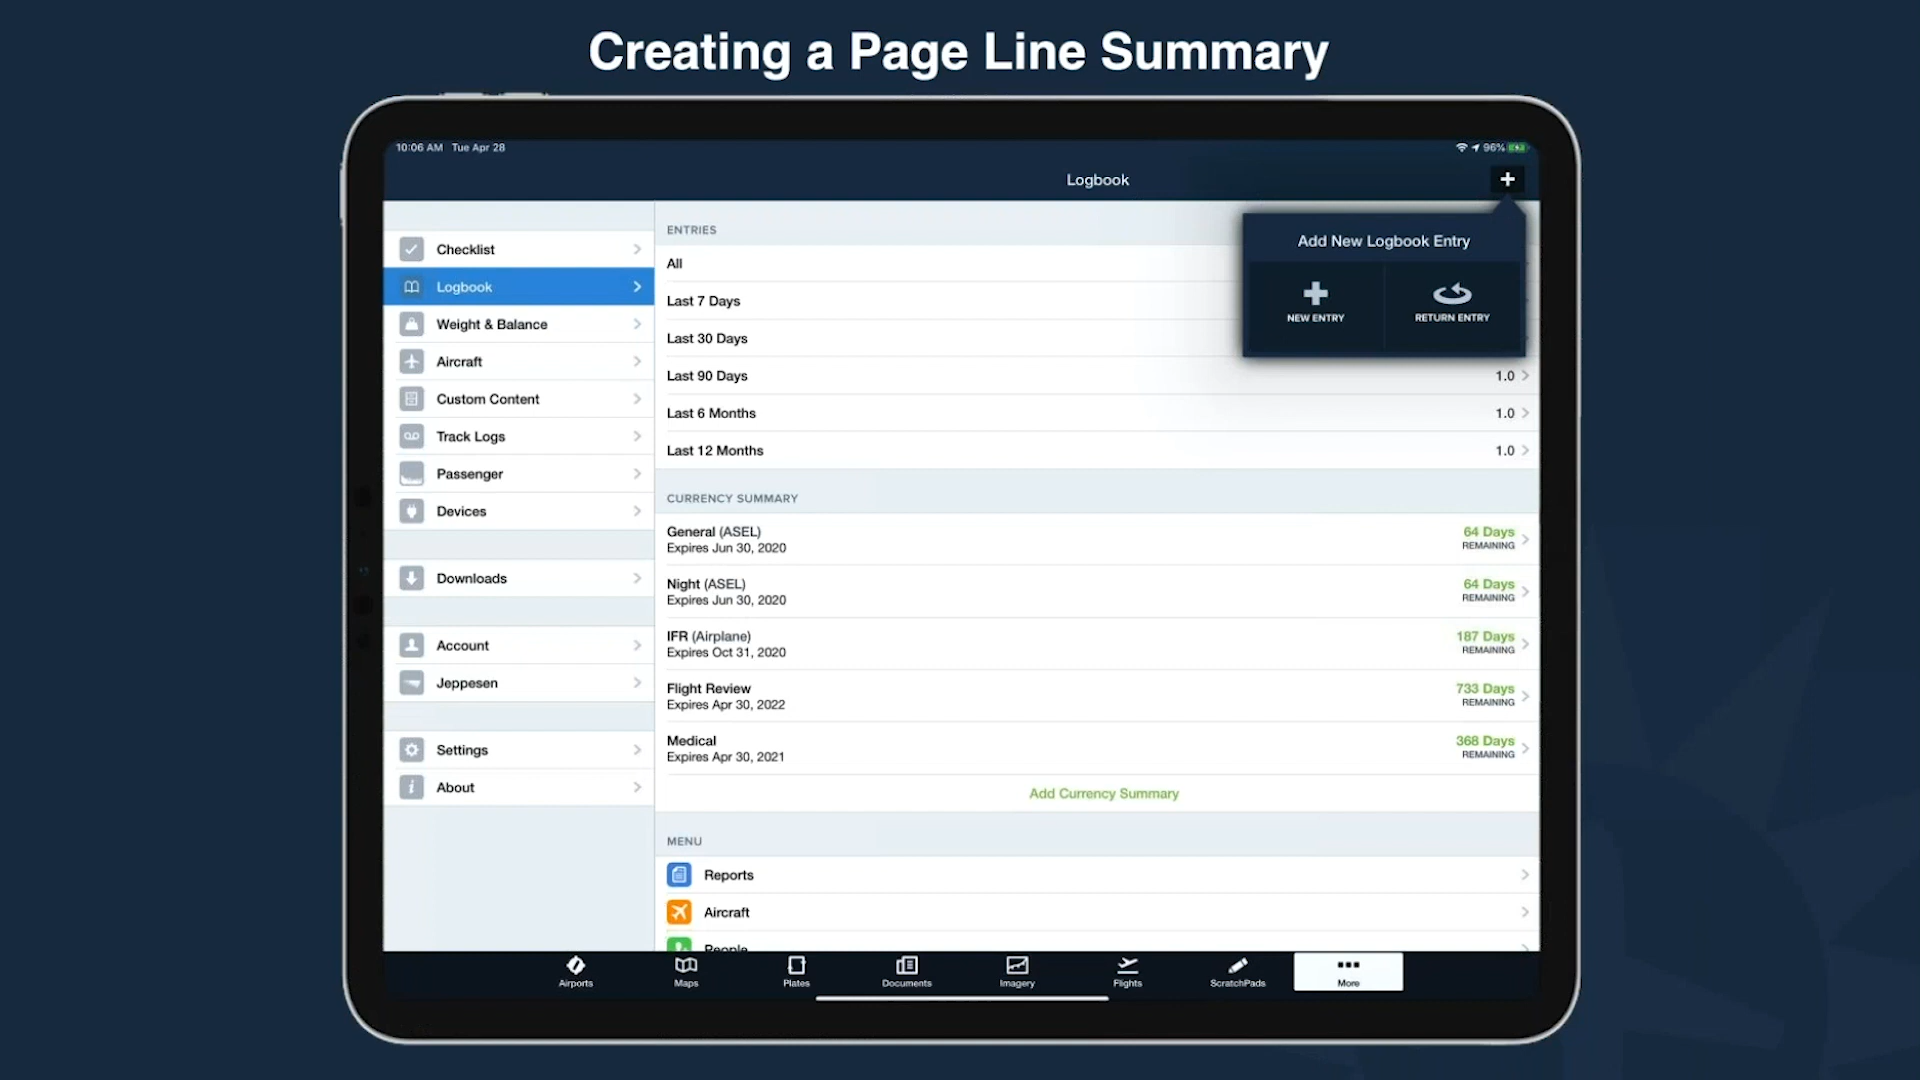 Creating a Page Line Summary
10:06 AM Tue Apr 28
96%
Logbook
Add New Logbook Entry
NEW ENTRY
RETURN ENTRY
Checklist
Logbook
Weight & Balance
Aircraft
Custom Content
Track Logs
Passenger
Devices
Downloads
Account
Jeppesen
Settings
About
ENTRIES
All
Last 7 Days
Last 30 Days
Last 90 Days 1.0
Last 6 Months 1.0
Last 12 Months 1.0
CURRENCY SUMMARY
General (ASEL) 64 Days
Expires Jun 30, 2020 REMAINING
Night (ASEL) 64 Days
Expires Jun 30, 2020 REMAINING
IFR (Airplane) 187 Days
Expires Oct 31, 2020 REMAINING
Flight Review 733 Days
Expires Apr 30, 2022 REMAINING
Medical 368 Days
Expires Apr 30, 2021 REMAINING
Add Currency Summary
MENU
Reports
Aircraft
People
Airports Maps Plates Documents Imagery Flights ScratchPads More